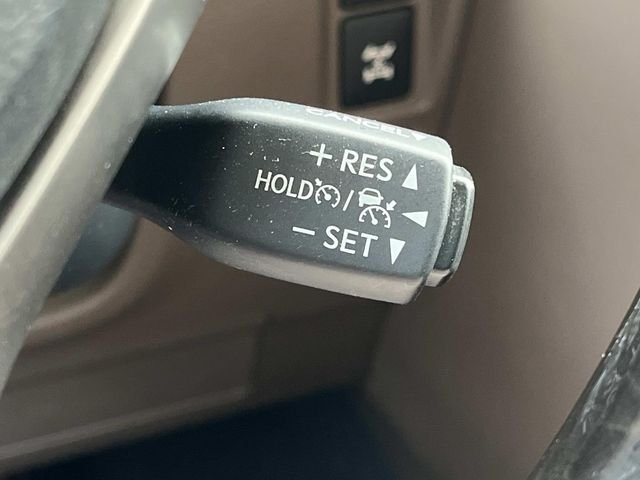 CANCEL
+ RES
HOLD /
− SET